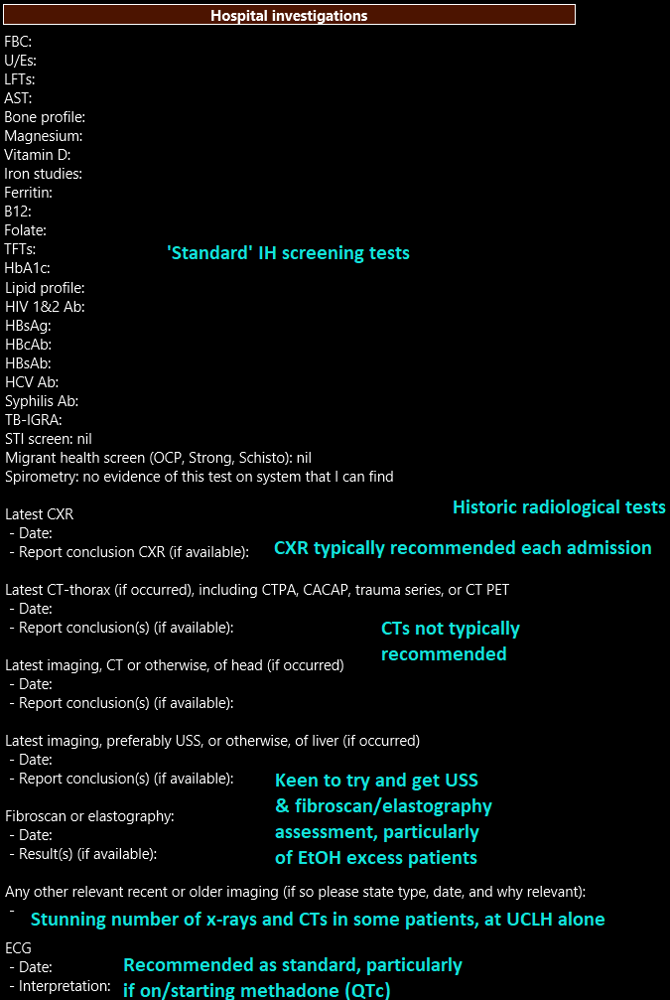 Hospital investigations
FBC:
U/Es:
LFTs:
AST:
Bone profile:
Magnesium:
Vitamin D:
Iron studies:
Ferritin:
B12:
Folate:
TFTs:
'Standard' IH screening tests
HbA1c:
Lipid profile:
HIV 1&2 Ab:
HBsAg:
HBcAb:
HBsAb:
HCV Ab:
Syphilis Ab:
TB-IGRA:
STI screen: nil
Migrant health screen (OCP, Strong, Schisto): nil
Spirometry: no evidence of this test on system that I can find
Historic radiological tests
Latest CXR
- Date:
- Report conclusion CXR (if available):
CXR typically recommended each admission
Latest CT-thorax (if occurred), including CTPA, CACAP, trauma series, or CT PET
- Date:
- Report conclusion(s) (if available):
CTs not typically
recommended
Latest imaging, CT or otherwise, of head (if occurred)
- Date:
- Report conclusion(s) (if available):
Latest imaging, preferably USS, or otherwise, of liver (if occurred)
- Date:
- Report conclusion(s) (if available):
Keen to try and get USS
& fibroscan/elastography
assessment, particularly
of EtOH excess patients
Fibroscan or elastography:
- Date:
- Result(s) (if available):
Any other relevant recent or older imaging (if so please state type, date, and why relevant):
-
Stunning number of x-rays and CTs in some patients, at UCLH alone
ECG
- Date:
- Interpretation:
Recommended as standard, particularly
if on/starting methadone (QTc)